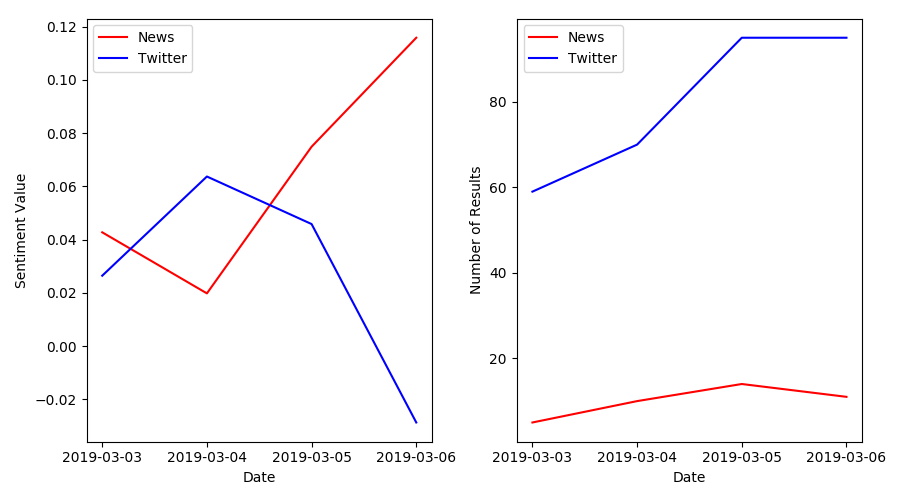 0.12
0.10
0.08
0.06
0.04
0.02
0.00
−0.02
Sentiment Value
News
Twitter
2019-03-03 2019-03-04 2019-03-05 2019-03-06
Date
80
60
40
20
Number of Results
News
Twitter
2019-03-03 2019-03-04 2019-03-05 2019-03-06
Date